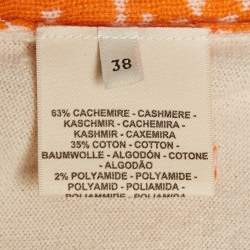 38
63% CACHEMIRE - CASHMERE -
KASCHMIR - CACHEMIRA -
KASHMIR - CAXEMIRA
35% COTON - COTTON -
BAUMWOLLE - ALGODÓN - COTONE
- ALGODÃO
2% POLYAMIDE - POLYAMIDE -
POLYAMID - POLIAMIDA -